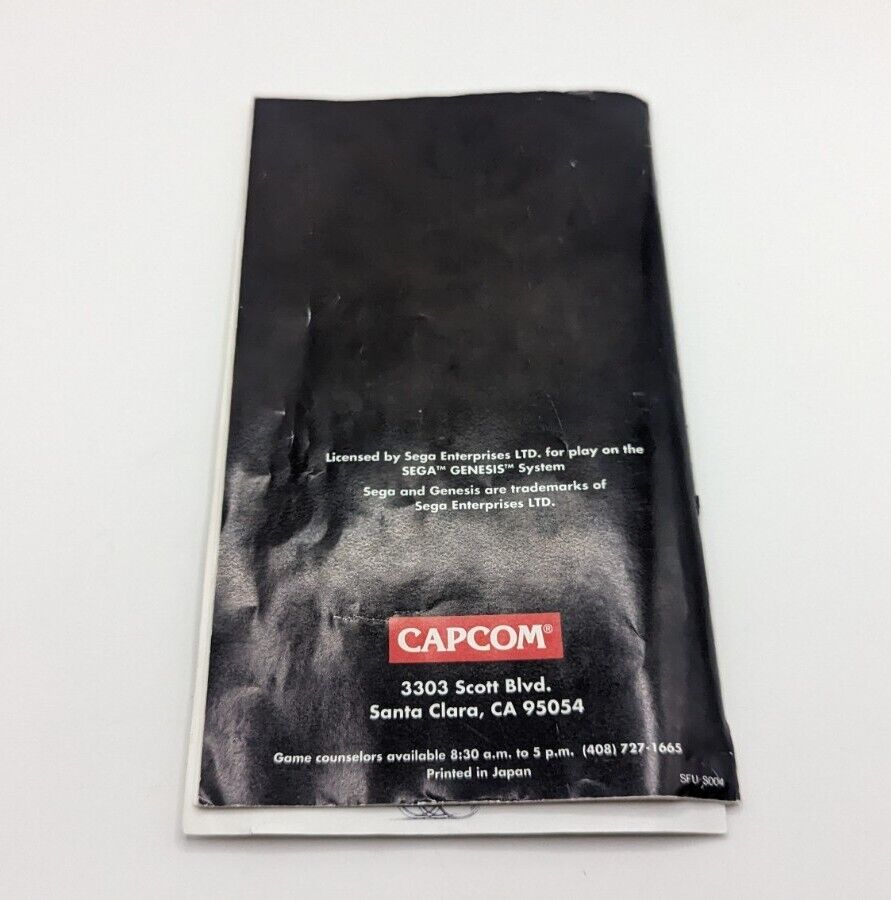 Licensed by Sega Enterprises LTD. for play on the
SEGA™ GENESIS™ System
Sega and Genesis are trademarks of
Sega Enterprises LTD.
CAPCOM®
3303 Scott Blvd.
Santa Clara, CA 95054
Game counselors available 8:30 a.m. to 5 p.m. (408) 727-1665
Printed in Japan
SFU S004